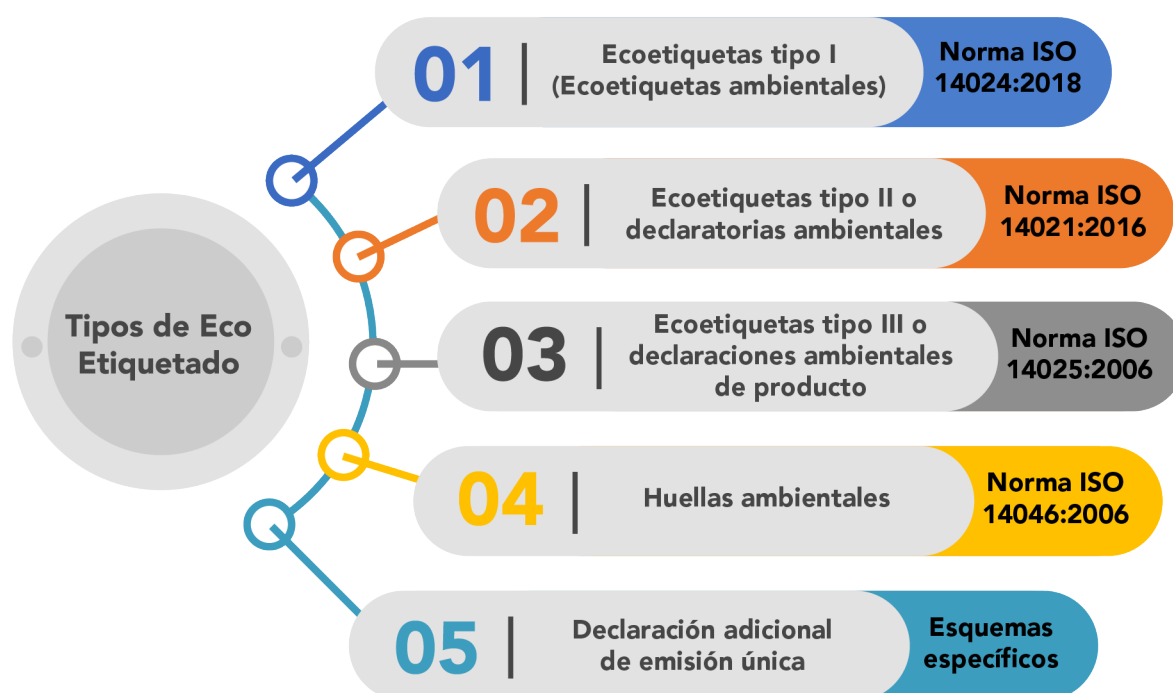 Tipos de Eco
Etiquetado
01
Ecoetiquetas tipo I
(Ecoetiquetas ambientales)
Norma ISO
14024:2018
02
Ecoetiquetas tipo II o
declaratorias ambientales
Norma ISO
14021:2016
03
Ecoetiquetas tipo III o
declaraciones ambientales
de producto
Norma ISO
14025:2006
04
Huellas ambientales
Norma ISO
14046:2006
05
Declaración adicional
de emisión única
Esquemas
específicos